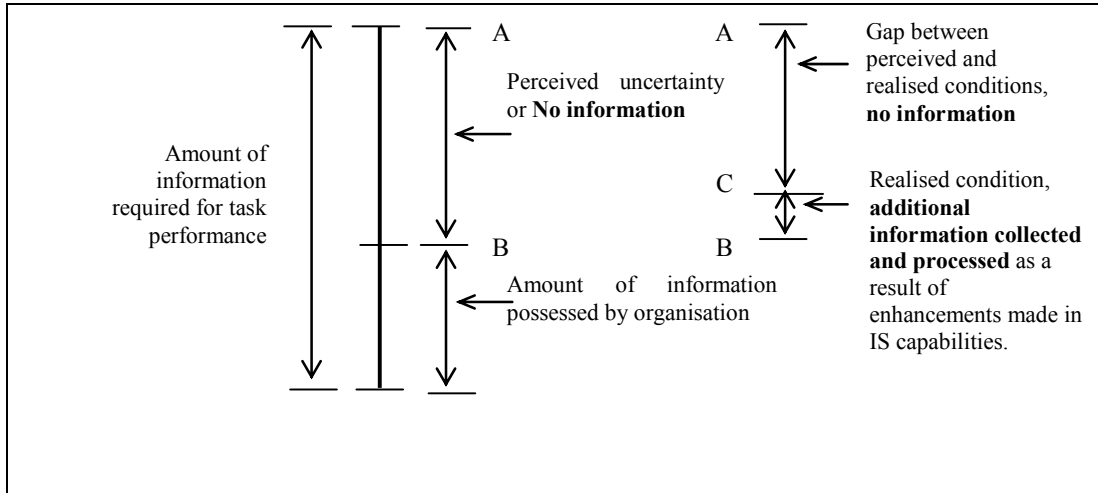 Amount of
information
required for task
performance
A
Perceived uncertainty
or No information
B
Amount of information
possessed by organisation
A
Gap between
perceived and
realised conditions,
no information
C
Realised condition,
additional
information collected
and processed as a
result of
enhancements made in
IS capabilities.
B